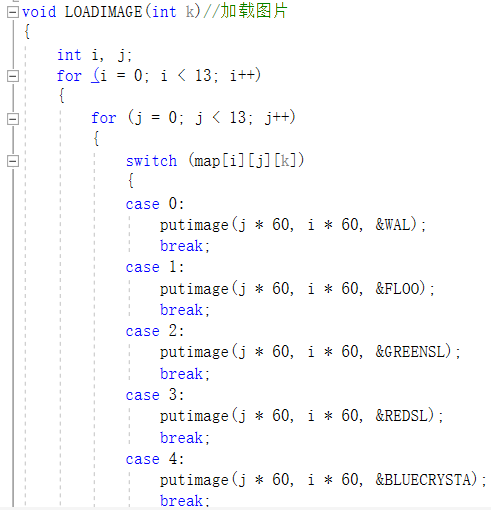 void LOADIMAGE(int k)//加载图片
{
int i, j;
for (i = 0; i < 13; i++)
{
for (j = 0; j < 13; j++)
{
switch (map[i][j][k])
{
case 0:
putimage(j * 60, i * 60, &WAL);
break;
case 1:
putimage(j * 60, i * 60, &FLOO);
break;
case 2:
putimage(j * 60, i * 60, &GREENSL);
break;
case 3:
putimage(j * 60, i * 60, &REDSL);
break;
case 4:
putimage(j * 60, i * 60, &BLUECRYSTA);
break;